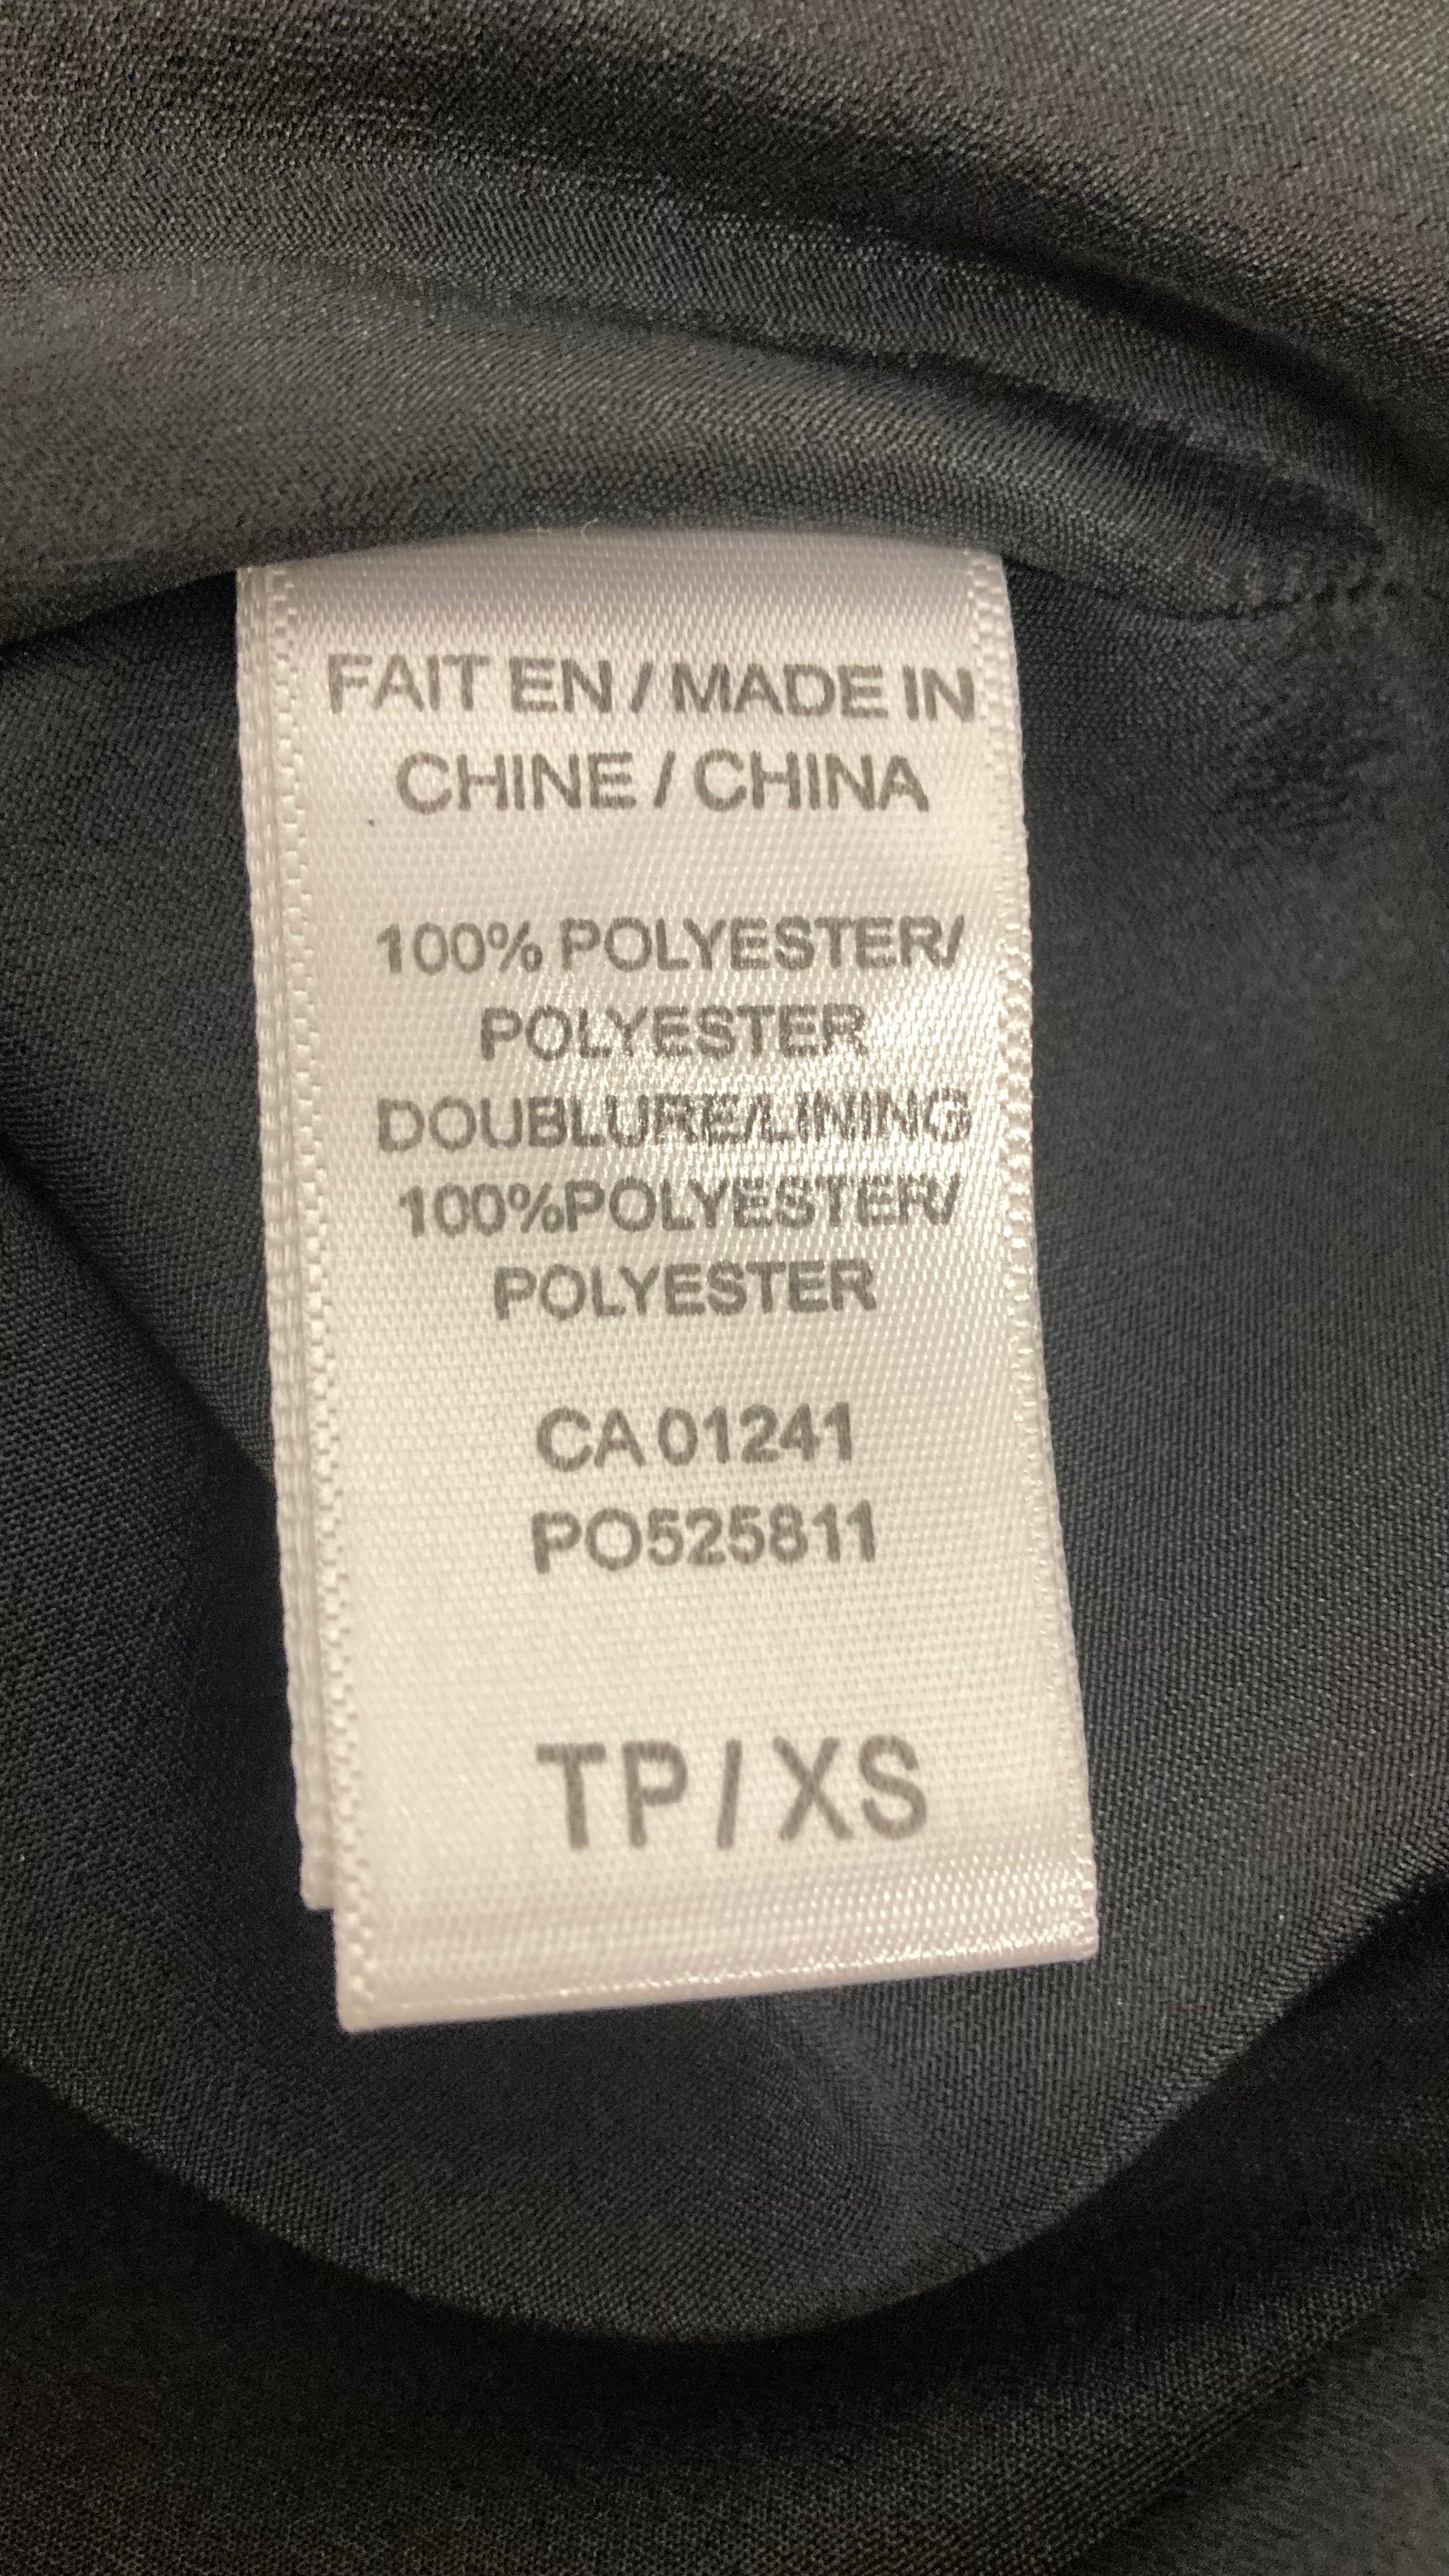 FAIT EN / MADE IN
CHINE / CHINA
100% POLYESTER/
POLYESTER
DOUBLURE/LINING
100%POLYESTER/
POLYESTER
CA 01241
PO525811
TP / XS